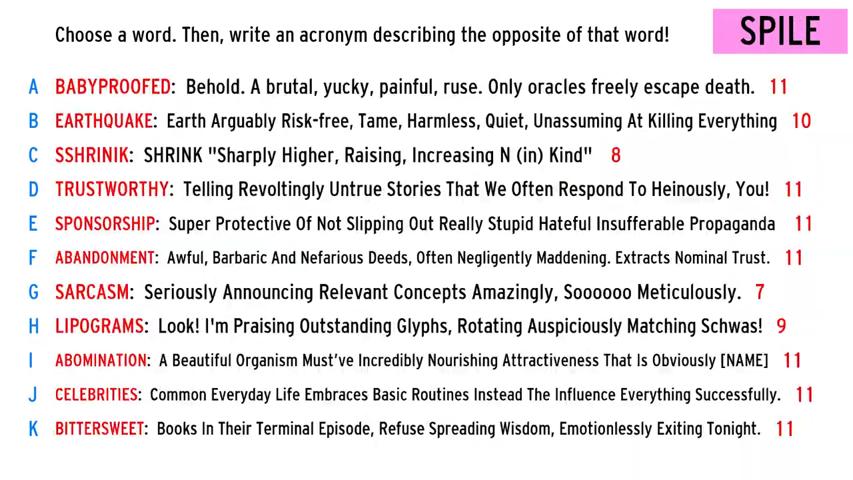 Choose a word. Then, write an acronym describing the opposite of that word!
SPILE
A BABYPROOFED: Behold. A brutal, yucky, painful, ruse. Only oracles freely escape death. 11
B EARTHQUAKE: Earth Arguably Risk-free, Tame, Harmless, Quiet, Unassuming At Killing Everything 10
C SSHRINIK: SHRINK "Sharply Higher, Raising, Increasing N (in) Kind" 8
D TRUSTWORTHY: Telling Revoltingly Untrue Stories That We Often Respond To Heinously, You! 11
E SPONSORSHIP: Super Protective Of Not Slipping Out Really Stupid Hateful Insufferable Propaganda 11
F ABANDONMENT: Awful, Barbaric And Nefarious Deeds, Often Negligently Maddening. Extracts Nominal Trust. 11
G SARCASM: Seriously Announcing Relevant Concepts Amazingly, Soooooo Meticulously. 7
H LIPOGRAMS: Look! I'm Praising Outstanding Glyphs, Rotating Auspiciously Matching Schwas! 9
I ABOMINATION: A Beautiful Organism Must've Incredibly Nourishing Attractiveness That Is Obviously [NAME] 11
J CELEBRITIES: Common Everyday Life Embraces Basic Routines Instead The Influence Everything Successfully. 11
K BITTERSWEET: Books In Their Terminal Episode, Refuse Spreading Wisdom, Emotionlessly Exiting Tonight. 11